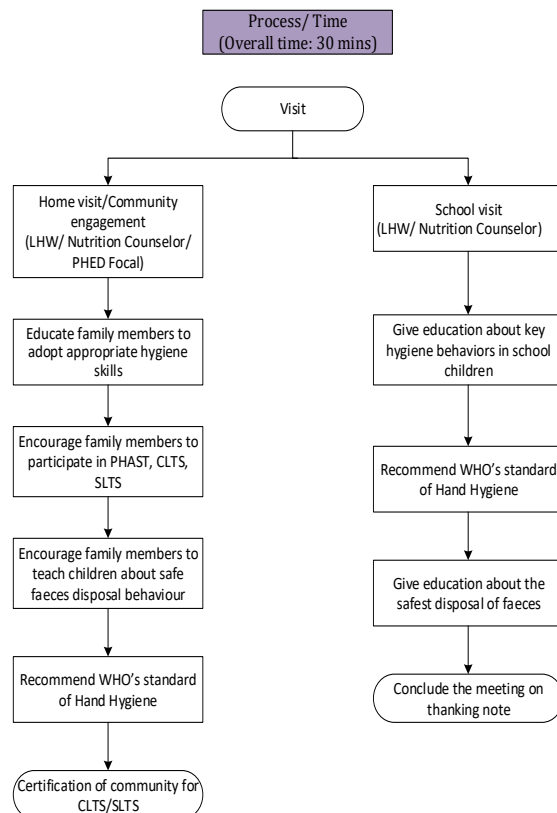 Process/ Time
(Overall time: 30 mins)
Visit
Home visit/Community
engagement
(LHW/ Nutrition Counselor/
PHED Focal)
Educate family members to
adopt appropriate hygiene
skills
Encourage family members to
participate in PHAST, CLTS,
SLTS
Encourage family members to
teach children about safe
faeces disposal behaviour
Recommend WHO's standard
of Hand Hygiene
Certification of community for
CLTS/SLTS
School visit
(LHW/ Nutrition Counselor)
Give education about key
hygiene behaviors in school
children
Recommend WHO's standard
of Hand Hygiene
Give education about the
safest disposal of faeces
Conclude the meeting on
thanking note